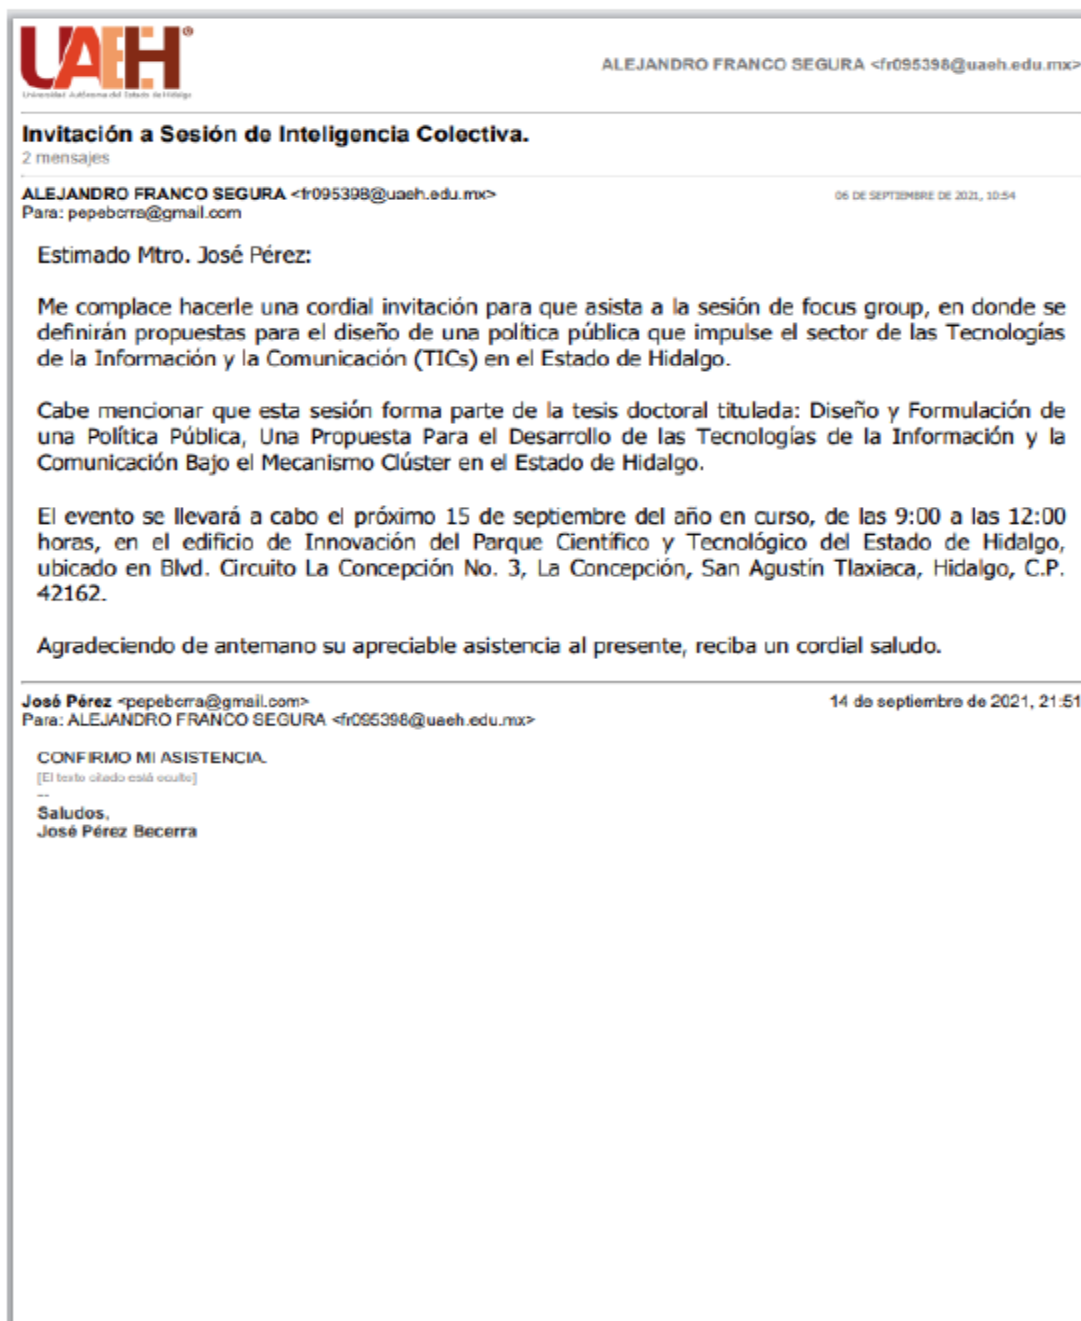 UAEH®
Universidad Autónoma del Estado de Hidalgo
ALEJANDRO FRANCO SEGURA <fr095398@uaeh.edu.mx>
Invitación a Sesión de Inteligencia Colectiva.
2 mensajes
ALEJANDRO FRANCO SEGURA <fr095398@uaeh.edu.mx>
06 DE SEPTIEMBRE DE 2021, 10:54
Para: pepebcrra@gmail.com
Estimado Mtro. José Pérez:
Me complace hacerle una cordial invitación para que asista a la sesión de focus group, en donde se
definirán propuestas para el diseño de una política pública que impulse el sector de las Tecnologías
de la Información y la Comunicación (TICs) en el Estado de Hidalgo.
Cabe mencionar que esta sesión forma parte de la tesis doctoral titulada: Diseño y Formulación de
una Política Pública, Una Propuesta Para el Desarrollo de las Tecnologías de la Información y la
Comunicación Bajo el Mecanismo Clúster en el Estado de Hidalgo.
El evento se llevará a cabo el próximo 15 de septiembre del año en curso, de las 9:00 a las 12:00
horas, en el edificio de Innovación del Parque Científico y Tecnológico del Estado de Hidalgo,
ubicado en Blvd. Circuito La Concepción No. 3, La Concepción, San Agustín Tlaxiaca, Hidalgo, C.P.
42162.
Agradeciendo de antemano su apreciable asistencia al presente, reciba un cordial saludo.
José Pérez <pepebcrra@gmail.com>
14 de septiembre de 2021, 21:51
Para: ALEJANDRO FRANCO SEGURA <fr095398@uaeh.edu.mx>
CONFIRMO MI ASISTENCIA.
[El texto citado está oculto]
--
Saludos,
José Pérez Becerra